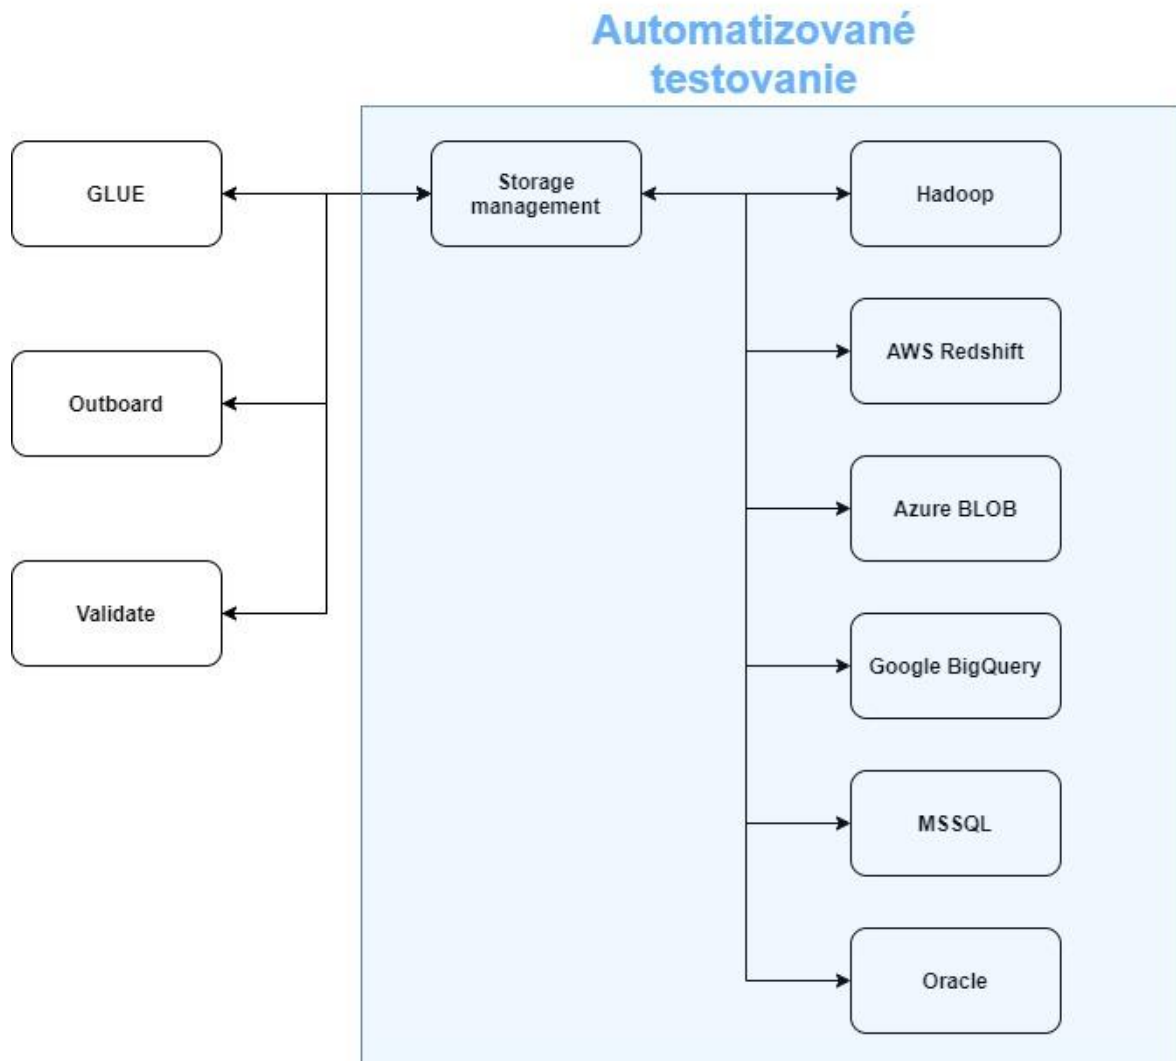 Automatizované
testovanie
GLUE
Storage
management
Hadoop
AWS Redshift
Outboard
Azure BLOB
Validate
Google BigQuery
MSSQL
Oracle